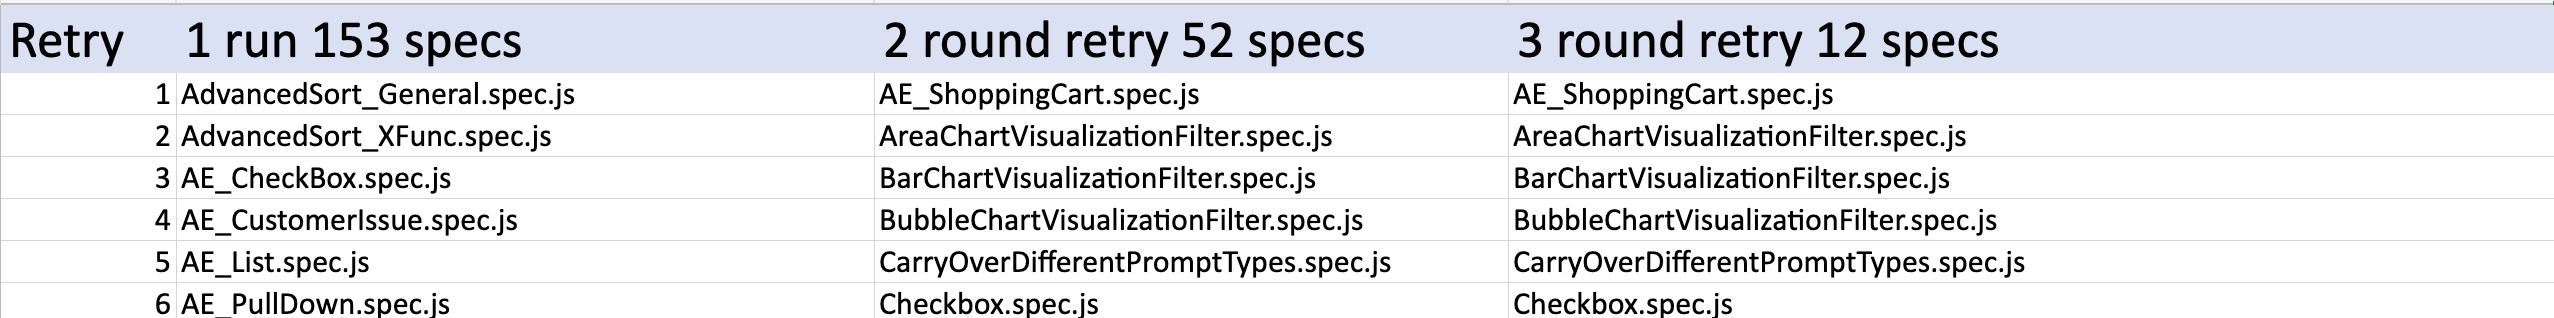 Retry 1 run 153 specs 2 round retry 52 specs 3 round retry 12 specs
1 AdvancedSort_General.spec.js AE_ShoppingCart.spec.js AE_ShoppingCart.spec.js
2 AdvancedSort_XFunc.spec.js AreaChartVisualizationFilter.spec.js AreaChartVisualizationFilter.spec.js
3 AE_CheckBox.spec.js BarChartVisualizationFilter.spec.js BarChartVisualizationFilter.spec.js
4 AE_CustomerIssue.spec.js BubbleChartVisualizationFilter.spec.js BubbleChartVisualizationFilter.spec.js
5 AE_List.spec.js CarryOverDifferentPromptTypes.spec.js CarryOverDifferentPromptTypes.spec.js
6 AE_PullDown.spec.js Checkbox.spec.js Checkbox.spec.js